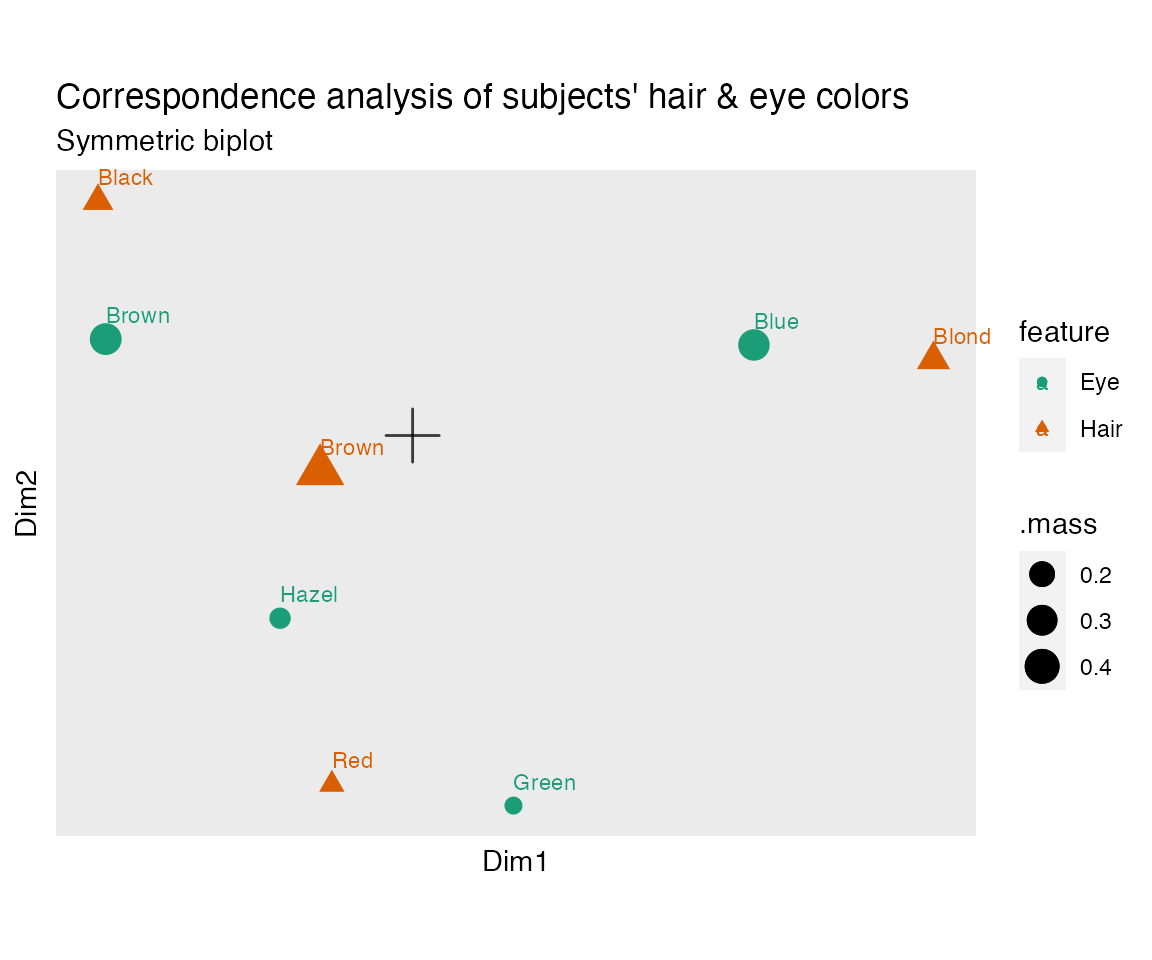 Correspondence analysis of subjects' hair & eye colors
Symmetric biplot
Black
Brown
Blue
Blond
Brown
Hazel
Red
Green
Dim2
Dim1
feature
a Eye
a Hair
.mass
0.2
0.3
0.4